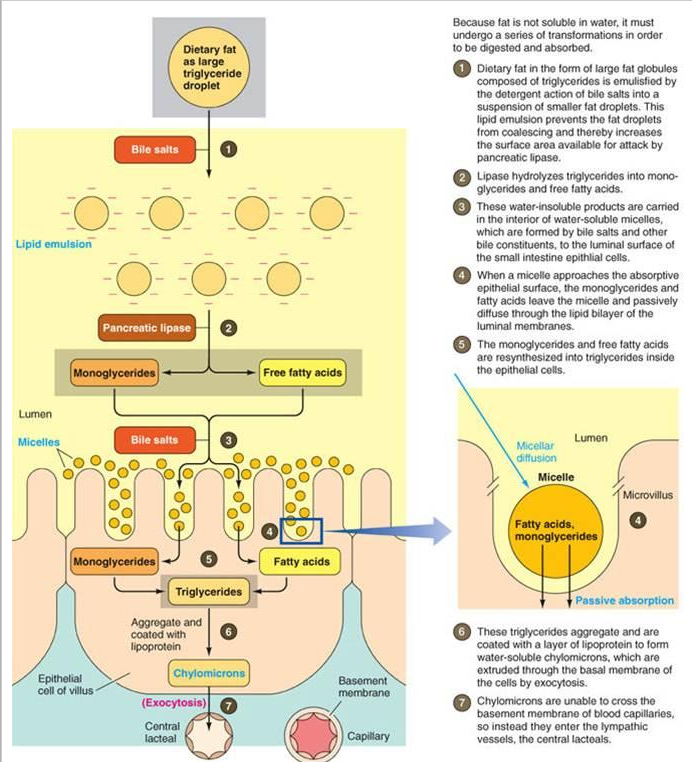 Dietary fat
as large
triglyceride
droplet
Bile salts
1
Lipid emulsion
Pancreatic lipase
2
Monoglycerides
Free fatty acids
Lumen
Micelles
Bile salts
3
4
Monoglycerides
5
Fatty acids
Triglycerides
Aggregate and
coated with
lipoprotein
6
Chylomicrons
Epithelial
cell of villus
(Exocytosis)
7
Basement
membrane
Central
lacteal
Capillary
Because fat is not soluble in water, it must
undergo a series of transformations in order
to be digested and absorbed.
1 Dietary fat in the form of large fat globules
composed of triglycerides is emulisfied by
the detergent action of bile salts into a
suspension of smaller fat droplets. This
lipid emulsion prevents the fat droplets
from coalescing and thereby increases
the surface area available for attack by
pancreatic lipase.
2 Lipase hydrolyzes triglycerides into mono-
glycerides and free fatty acids.
3 These water-insoluble products are carried
in the interior of water-soluble micelles,
which are formed by bile salts and other
bile constituents, to the luminal surface of
the small intestine epithlial cells.
4 When a micelle approaches the absorptive
epithelial surface, the monoglycerides and
fatty acids leave the micelle and passively
diffuse through the lipid bilayer of the
luminal membranes.
5 The monoglycerides and free fatty acids
are resynthesized into triglycerides inside
the epithelial cells.
Micellar
diffusion
Lumen
Micelle
Microvillus
4
Fatty acids,
monoglycerides
Passive absorption
6 These triglycerides aggregate and are
coated with a layer of lipoprotein to form
water-soluble chylomicrons, which are
extruded through the basal membrane of
the cells by exocytosis.
7 Chylomicrons are unable to cross the
basement membrane of blood capillaries,
so instead they enter the lymphatic
vessels, the central lacteals.